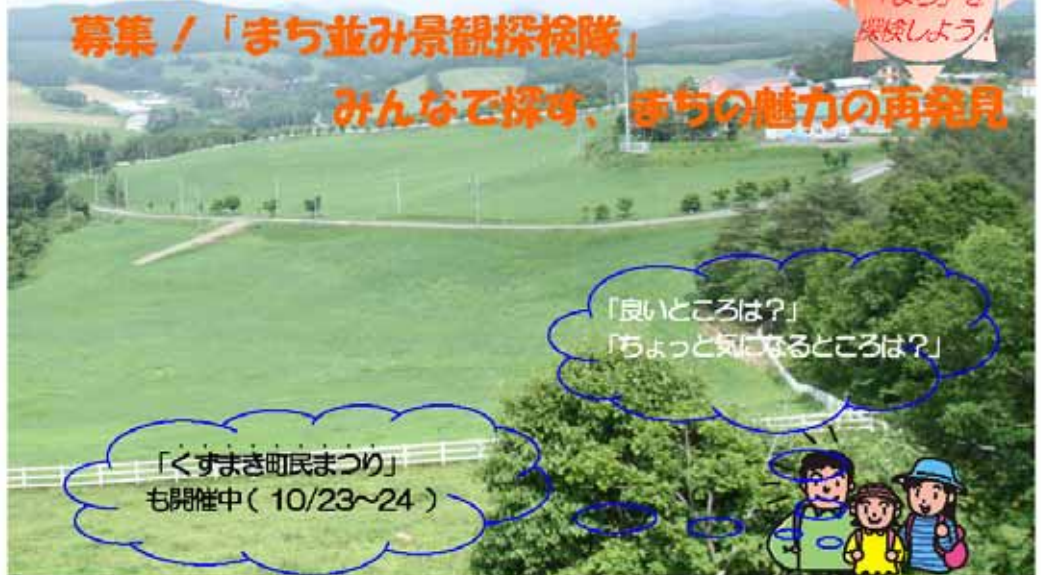 募集！「まち並み景観探検隊」
みんなで探す、まちの魅力の再発見
「まち」を
探検しよう！
「良いところは？」
「ちょっと気になるところは？」
「くずまき町民まつり」
も開催中（ 10/23～24 ）